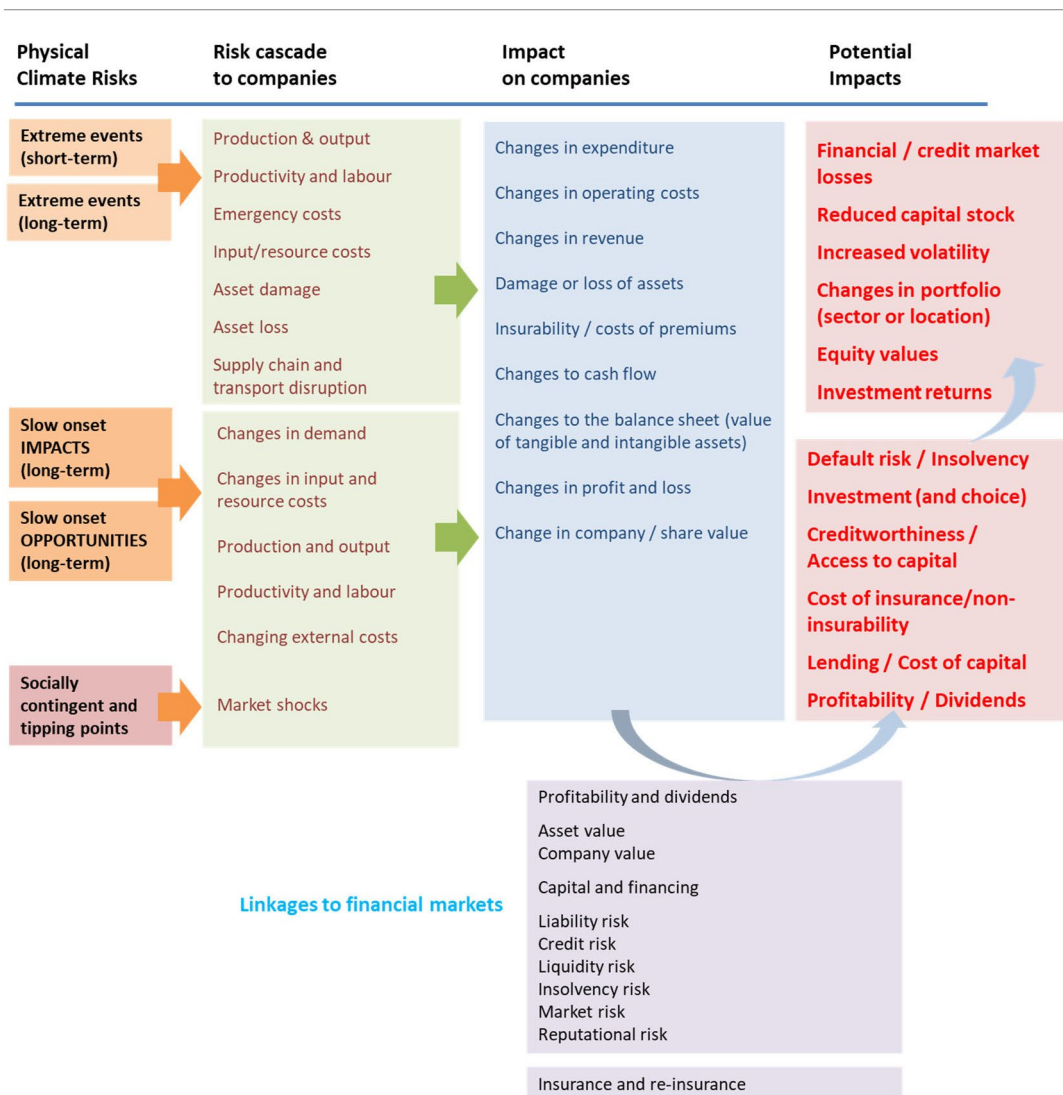 Physical
Climate Risks
Risk cascade
to companies
Impact
on companies
Potential
Impacts
Extreme events
(short-term)
Extreme events
(long-term)
Slow onset
IMPACTS
(long-term)
Slow onset
OPPORTUNITIES
(long-term)
Socially
contingent and
tipping points
Production & output
Productivity and labour
Emergency costs
Input/resource costs
Asset damage
Asset loss
Supply chain and
transport disruption
Changes in demand
Changes in input and
resource costs
Production and output
Productivity and labour
Changing external costs
Market shocks
Changes in expenditure
Changes in operating costs
Changes in revenue
Damage or loss of assets
Insurability / costs of premiums
Changes to cash flow
Changes to the balance sheet (value
of tangible and intangible assets)
Changes in profit and loss
Change in company / share value
Financial / credit market
losses
Reduced capital stock
Increased volatility
Changes in portfolio
(sector or location)
Equity values
Investment returns
Default risk / Insolvency
Investment (and choice)
Creditworthiness /
Access to capital
Cost of insurance/non-
insurability
Lending / Cost of capital
Profitability / Dividends
Linkages to financial markets
Profitability and dividends
Asset value
Company value
Capital and financing
Liability risk
Credit risk
Liquidity risk
Insolvency risk
Market risk
Reputational risk
Insurance and re-insurance